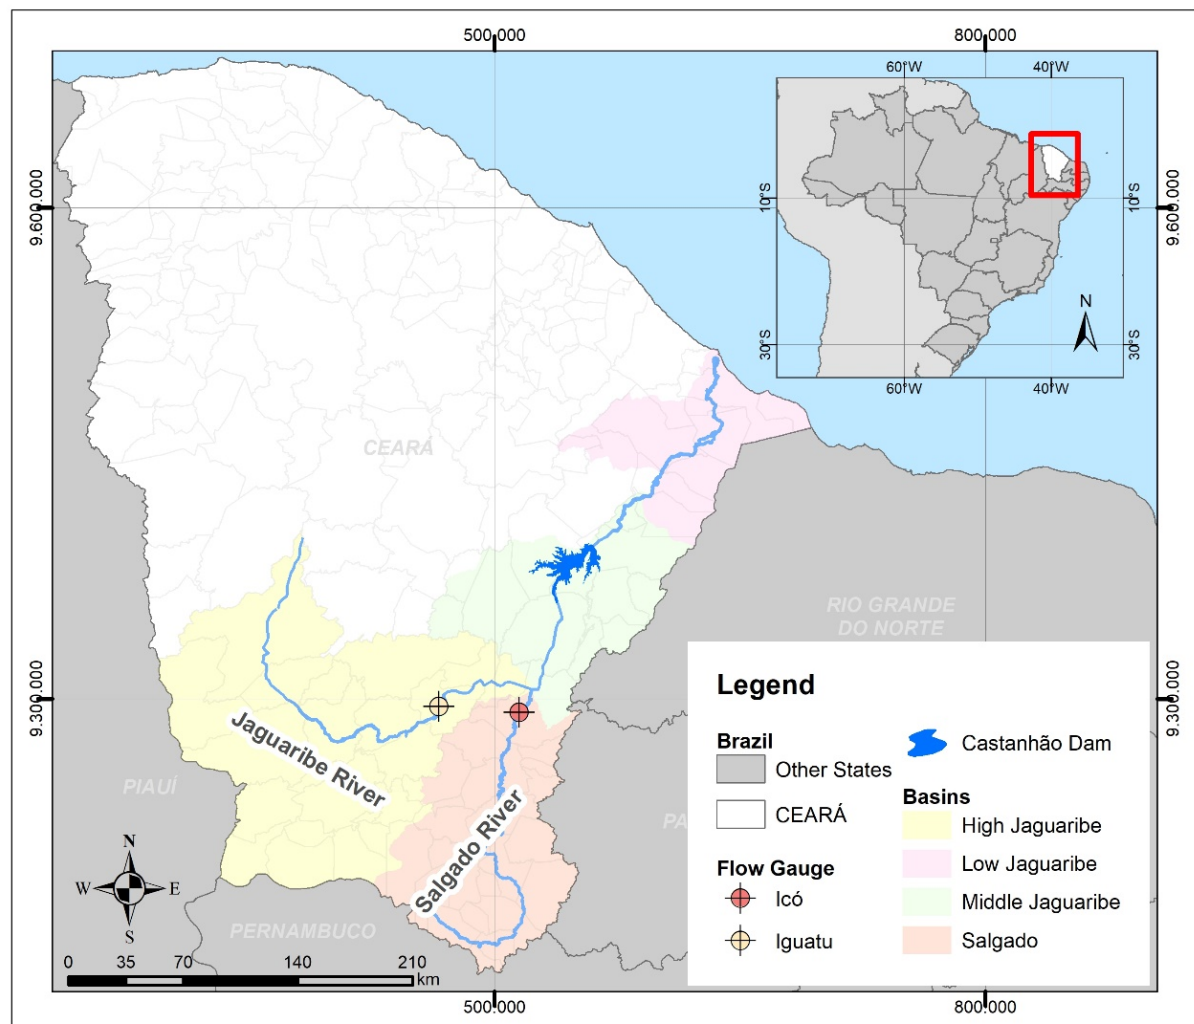 500.000
800.000
60°W
40°W
9.600.000
10°S
10°S
9.600.000
N
30°S
30°S
60°W
40°W
CEARÁ
RIO GRANDE
DO NORTE
9.300.000
9.300.000
Jaguaribe River
Salgado River
PIAUÍ
PA
PERNAMBUCO
N
W
E
S
0
35
70
140
210
km
Legend
Brazil
Other States
CEARÁ
Flow Gauge
Icó
Iguatu
Castanhão Dam
Basins
High Jaguaribe
Low Jaguaribe
Middle Jaguaribe
Salgado
500.000
800.000